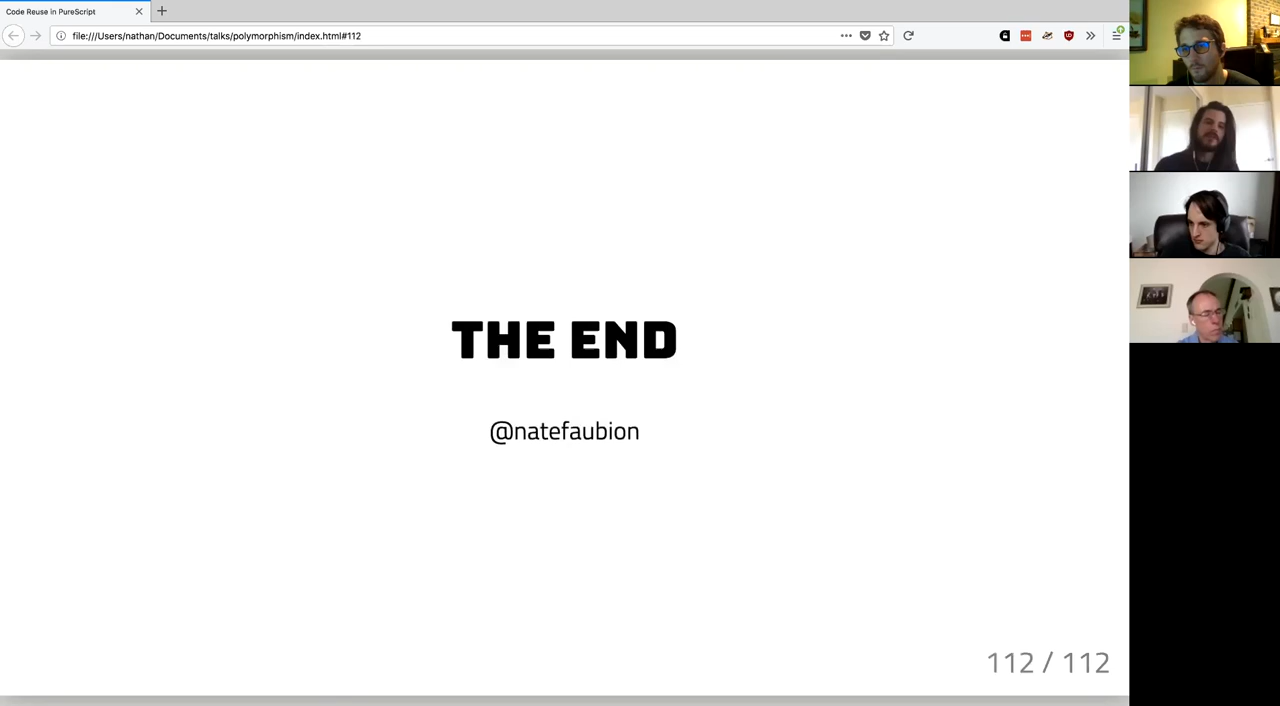 Code Reuse in PureScript
file:///Users/nathan/Documents/talks/polymorphism/index.html#112
THE END
@natefaubion
112 / 112